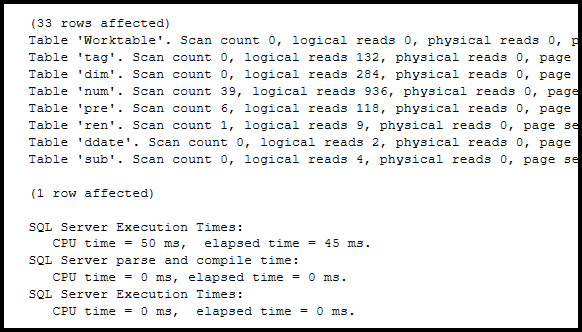 (33 rows affected)
Table 'Worktable'. Scan count 0, logical reads 0, physical reads 0, p
Table 'tag'. Scan count 0, logical reads 132, physical reads 0, page
Table 'dim'. Scan count 0, logical reads 284, physical reads 0, page
Table 'num'. Scan count 39, logical reads 936, physical reads 0, page
Table 'pre'. Scan count 6, logical reads 118, physical reads 0, page
Table 'ren'. Scan count 1, logical reads 9, physical reads 0, page se
Table 'ddate'. Scan count 0, logical reads 2, physical reads 0, page
Table 'sub'. Scan count 0, logical reads 4, physical reads 0, page se
(1 row affected)
SQL Server Execution Times:
CPU time = 50 ms,  elapsed time = 45 ms.
SQL Server parse and compile time:
CPU time = 0 ms, elapsed time = 0 ms.
SQL Server Execution Times:
CPU time = 0 ms,  elapsed time = 0 ms.